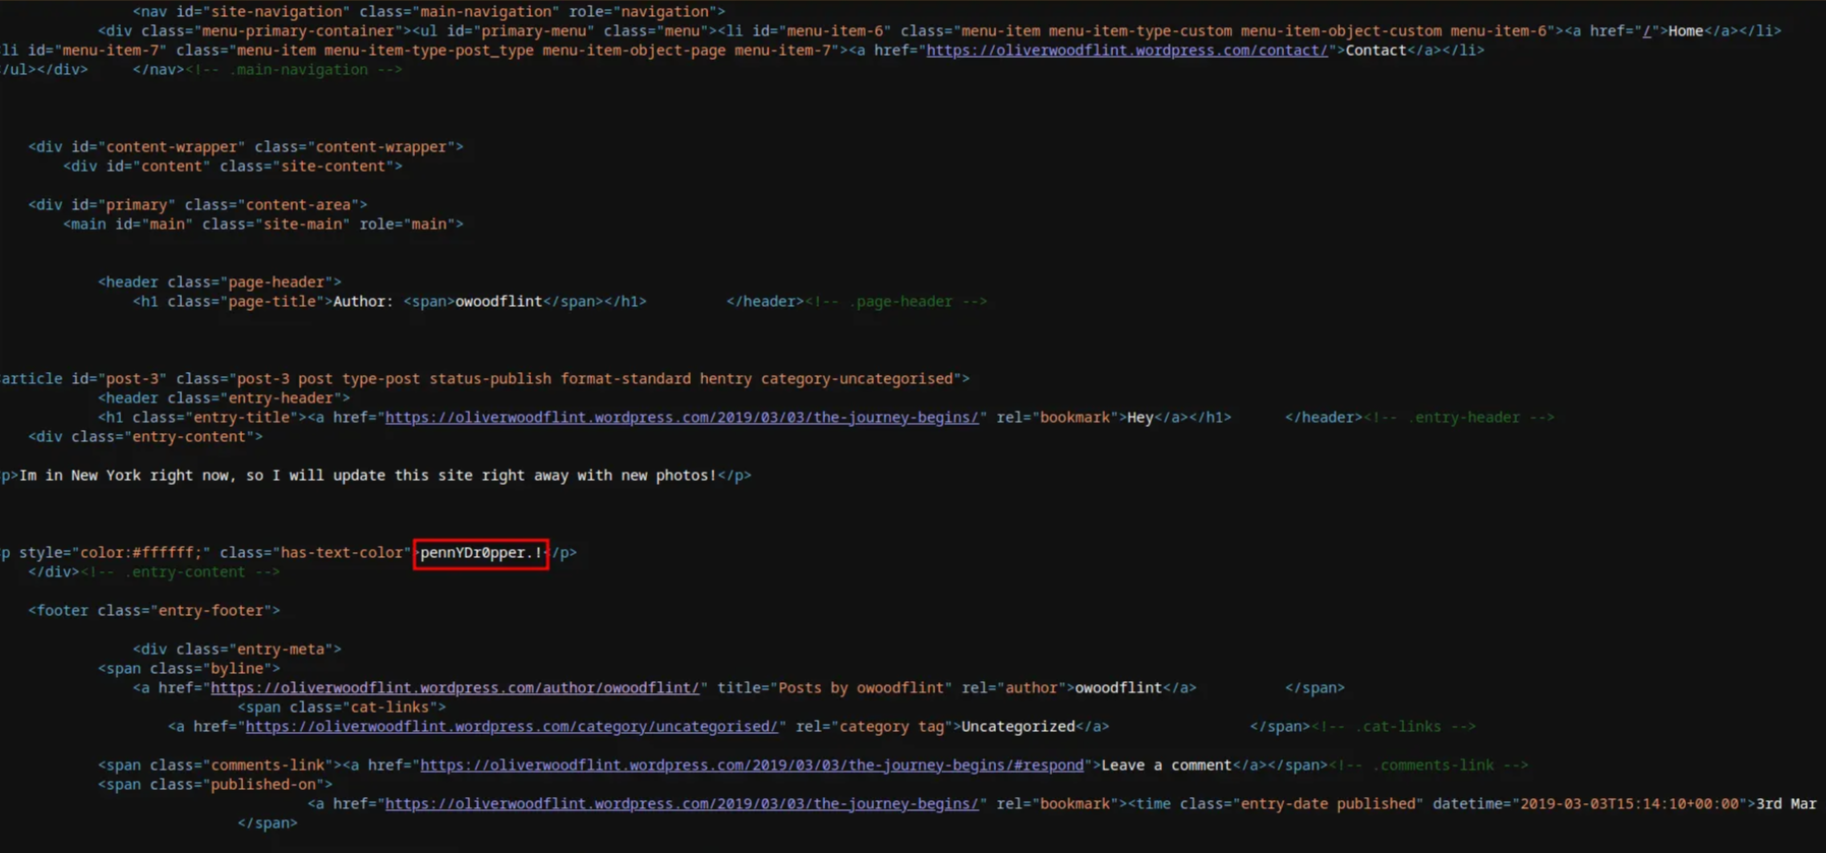 <nav id="site-navigation" class="main-navigation" role="navigation">
<div class="menu-primary-container"><ul id="primary-menu" class="menu"><li id="menu-item-6" class="menu-item menu-item-type-custom menu-item-object-custom menu-item-6"><a href="/">Home</a></li>
li id="menu-item-7" class="menu-item menu-item-type-post_type menu-item-object-page menu-item-7"><a href="https://oliverwoodflint.wordpress.com/contact/">Contact</a></li>
/ul></div> </nav><!-- .main-navigation -->
<div id="content-wrapper" class="content-wrapper">
<div id="content" class="site-content">
<div id="primary" class="content-area">
<main id="main" class="site-main" role="main">
<header class="page-header">
<h1 class="page-title">Author: <span>owoodflint</span></h1> </header><!-- .page-header -->
article id="post-3" class="post-3 post type-post status-publish format-standard hentry category-uncategorised">
<header class="entry-header">
<h1 class="entry-title"><a href="https://oliverwoodflint.wordpress.com/2019/03/03/the-journey-begins/" rel="bookmark">Hey</a></h1> </header><!-- .entry-header -->
<div class="entry-content">
p>Im in New York right now, so I will update this site right away with new photos!</p>
p style="color:#ffffff;" class="has-text-color">pennYDr0pper.!</p>
</div><!-- .entry-content -->
<footer class="entry-footer">
<div class="entry-meta">
<span class="byline">
<a href="https://oliverwoodflint.wordpress.com/author/owoodflint/" title="Posts by owoodflint" rel="author">owoodflint</a> </span>
<span class="cat-links">
<a href="https://oliverwoodflint.wordpress.com/category/uncategorised/" rel="category tag">Uncategorized</a> </span><!-- .cat-links -->
<span class="comments-link"><a href="https://oliverwoodflint.wordpress.com/2019/03/03/the-journey-begins/#respond">Leave a comment</a></span><!-- .comments-link -->
<span class="published-on">
<a href="https://oliverwoodflint.wordpress.com/2019/03/03/the-journey-begins/" rel="bookmark"><time class="entry-date published" datetime="2019-03-03T15:14:10+00:00">3rd Mar
</span>